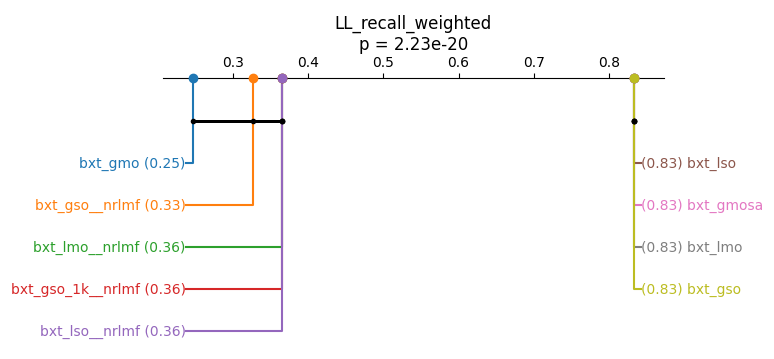 LL_recall_weighted
p = 2.23e-20
0.3 0.4 0.5 0.6 0.7 0.8
bxt_gmo (0.25) (0.83) bxt_lso
bxt_gso__nrlmf (0.33) (0.83) bxt_gmosa
bxt_lmo__nrlmf (0.36) (0.83) bxt_lmo
bxt_gso_1k__nrlmf (0.36) (0.83) bxt_gso
bxt_lso__nrlmf (0.36)